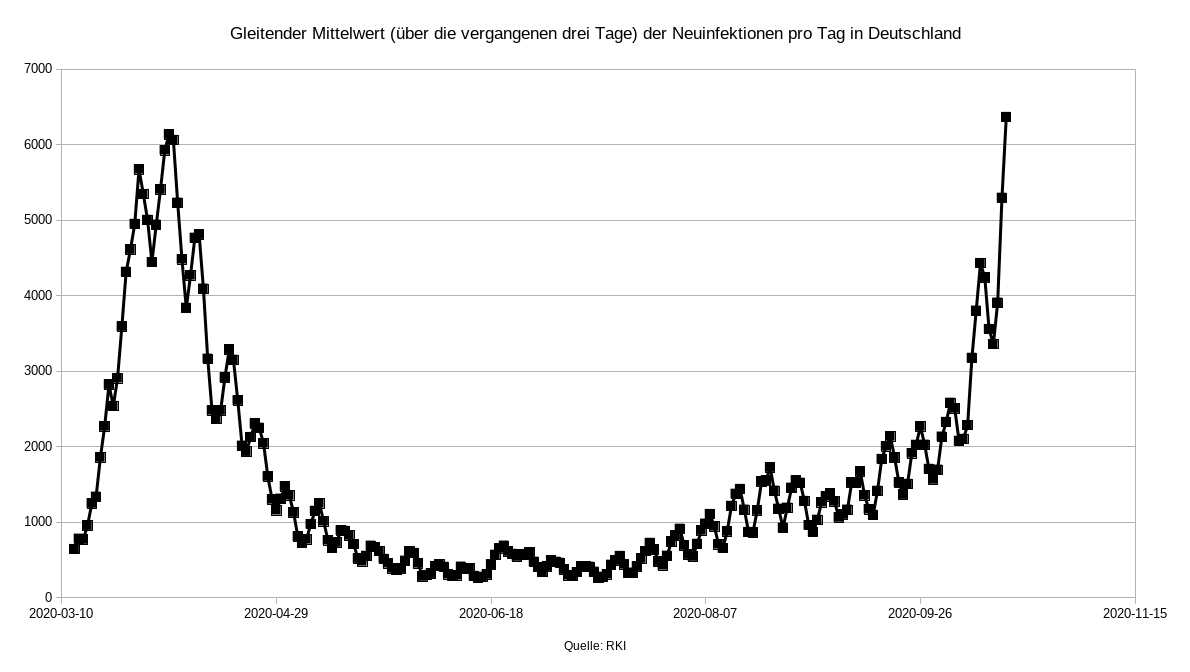 Gleitender Mittelwert (über die vergangenen drei Tage) der Neuinfektionen pro Tag in Deutschland
7000
6000
5000
4000
3000
2000
1000
0
2020-03-10 2020-04-29 2020-06-18 2020-08-07 2020-09-26 2020-11-15
Quelle: RKI